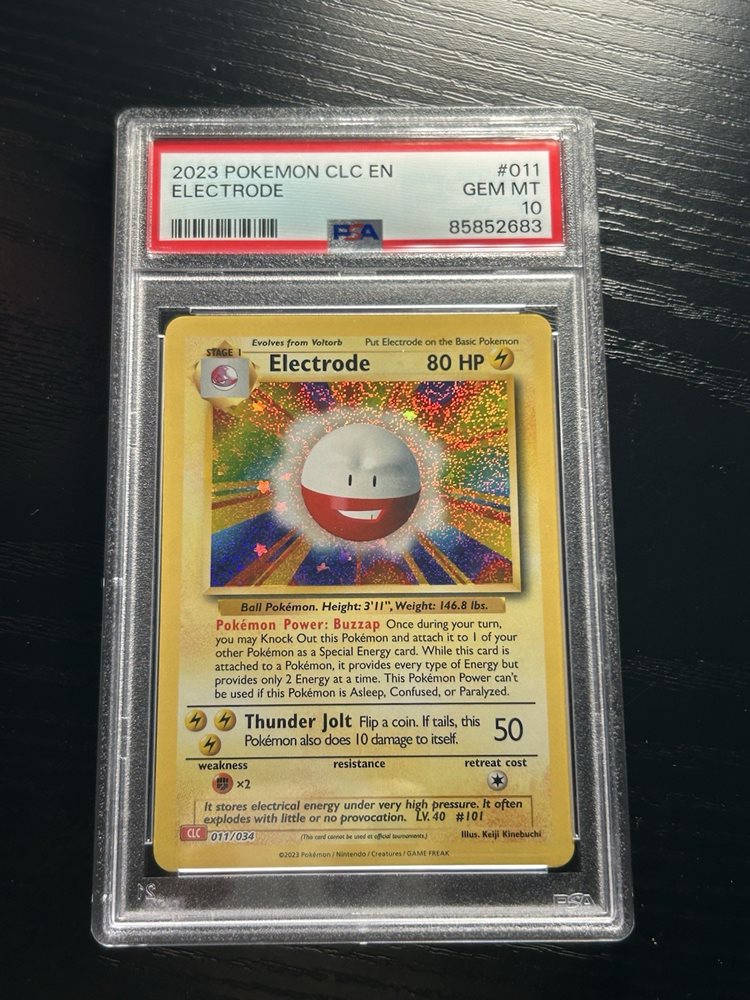 2023 POKEMON CLC EN #011
ELECTRODE GEM MT
10
PSA 85852683
Evolves from Voltorb Put Electrode on the Basic Pokemon
STAGE 1
Electrode 80 HP
Ball Pokémon. Height: 3'11", Weight: 146.8 lbs.
Pokémon Power: Buzzap Once during your turn,
you may Knock Out this Pokémon and attach it to 1 of your
other Pokémon as a Special Energy card. While this card is
attached to a Pokémon, it provides every type of Energy but
provides only 2 Energy at a time. This Pokémon Power can't
be used if this Pokémon is Asleep, Confused, or Paralyzed.
Thunder Jolt Flip a coin. If tails, this
Pokémon also does 10 damage to itself. 50
weakness resistance retreat cost
×2
It stores electrical energy under very high pressure. It often
explodes with little or no provocation. LV. 40 #101
CLC 011/034 (This card cannot be used at official tournaments.) Illus. Keiji Kinebuchi
©2023 Pokémon / Nintendo / Creatures / GAME FREAK
21 PSA